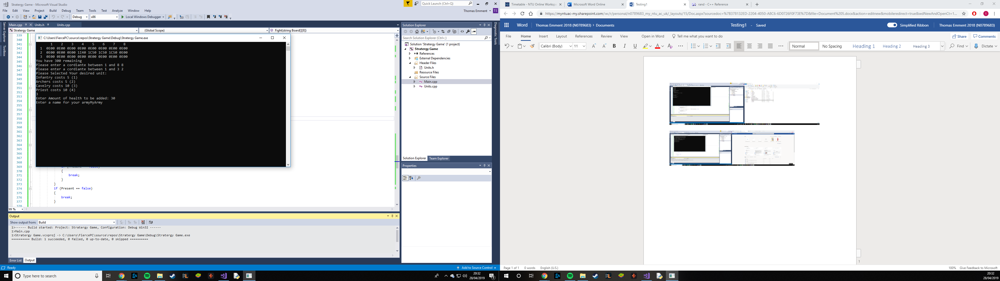 Stratergy Game - Microsoft Visual Studio
Quick Launch (Ctrl+Q)
File Edit View Project Build Debug Team Tools Test Analyze Window Help
Thomas Emment TE
Debug x86 Local Windows Debugger
Main.cpp Units.h Units.cpp
Stratergy Game (Global Scope) Fight(string Board[][8])
Server Explorer
Toolbox
C:\Users\FiercePC\source\repos\Stratergy Game\Debug\Stratergy Game.exe
1 2 3 4 5 6 7 8
1 0E00 0E00 0E00 0E00 0E00 0E00 0E00 0E00
2 0E00 0E00 0E00 1I40 1C50 1C50 1C50 0E00
3 0E00 0E00 0E00 0E00 0E00 0E00 0E00 0E00
You have 300 remaining
Please enter a cordiante between 1 and 8 8
Please enter a cordiante between 1 and 3 2
Please Selected Your desired unit:
Infantry costs 5 (1)
Archers costs 5 (2)
Cavelry costs 10 (3)
Priest costs 10 (4)
3
Enter Amount of health to be added: 30
Enter a name for your armyMyArmy
339
340
341
342
343
344
345
346
347
348
349
350
351
352
353
354
355
356
357
358
359
360
361
362
363
364
365
366
367
368
369
370 {
371 break;
372 }
373 }
374 if (Present == false)
375 {
376 break;
377 }
378
99 %
Output
Show output from: Build
1>------ Build started: Project: Stratergy Game, Configuration: Debug Win32 ------
1>Main.cpp
1>Stratergy Game.vcxproj -> C:\Users\FiercePC\source\repos\Stratergy Game\Debug\Stratergy Game.exe
========== Build: 1 succeeded, 0 failed, 0 up-to-date, 0 skipped ==========
Error List Output
Ready
Add to Source Control
Solution Explorer
Search Solution Explorer (Ctrl+;)
Solution 'Stratergy Game' (1 project)
Stratergy Game
References
External Dependencies
Header Files
Units.h
Resource Files
Source Files
Main.cpp
Units.cpp
Solution Explorer Team Explorer
Properties
Diagnostic Tools
Type here to search
20:32
28/04/2019
Timetable - NTU Online Workspa
Microsoft Word Online
Testing1
rand - C++ Reference
https://myntuac-my.sharepoint.com/:w:/r/personal/n0789683_my_ntu_ac_uk/_layouts/15/Doc.aspx?sourcedoc=%7B378132ED-2204-4050-A8C6-6D0726F0F73E%7D&file=Document%205.docx&action=editnew&mobileredirect=true&wdNewAndOpenCt=1...
Word Thomas Emment 2018 (N0789683) > Documents Testing1 - Saved Simplified Ribbon Thomas Emment 2018 (N0789683)
File Home Insert Layout References Review View Open in Word Tell me what you want to do Share Comments
Calibri (Body) 11 A A B I U A Normal No Spacing Heading 1 Heading 2 Heading 3 Find Dictate
1
Page 1 of 1 0 words English (U.S.) 100% Give Feedback to Microsoft
20:32
28/04/2019